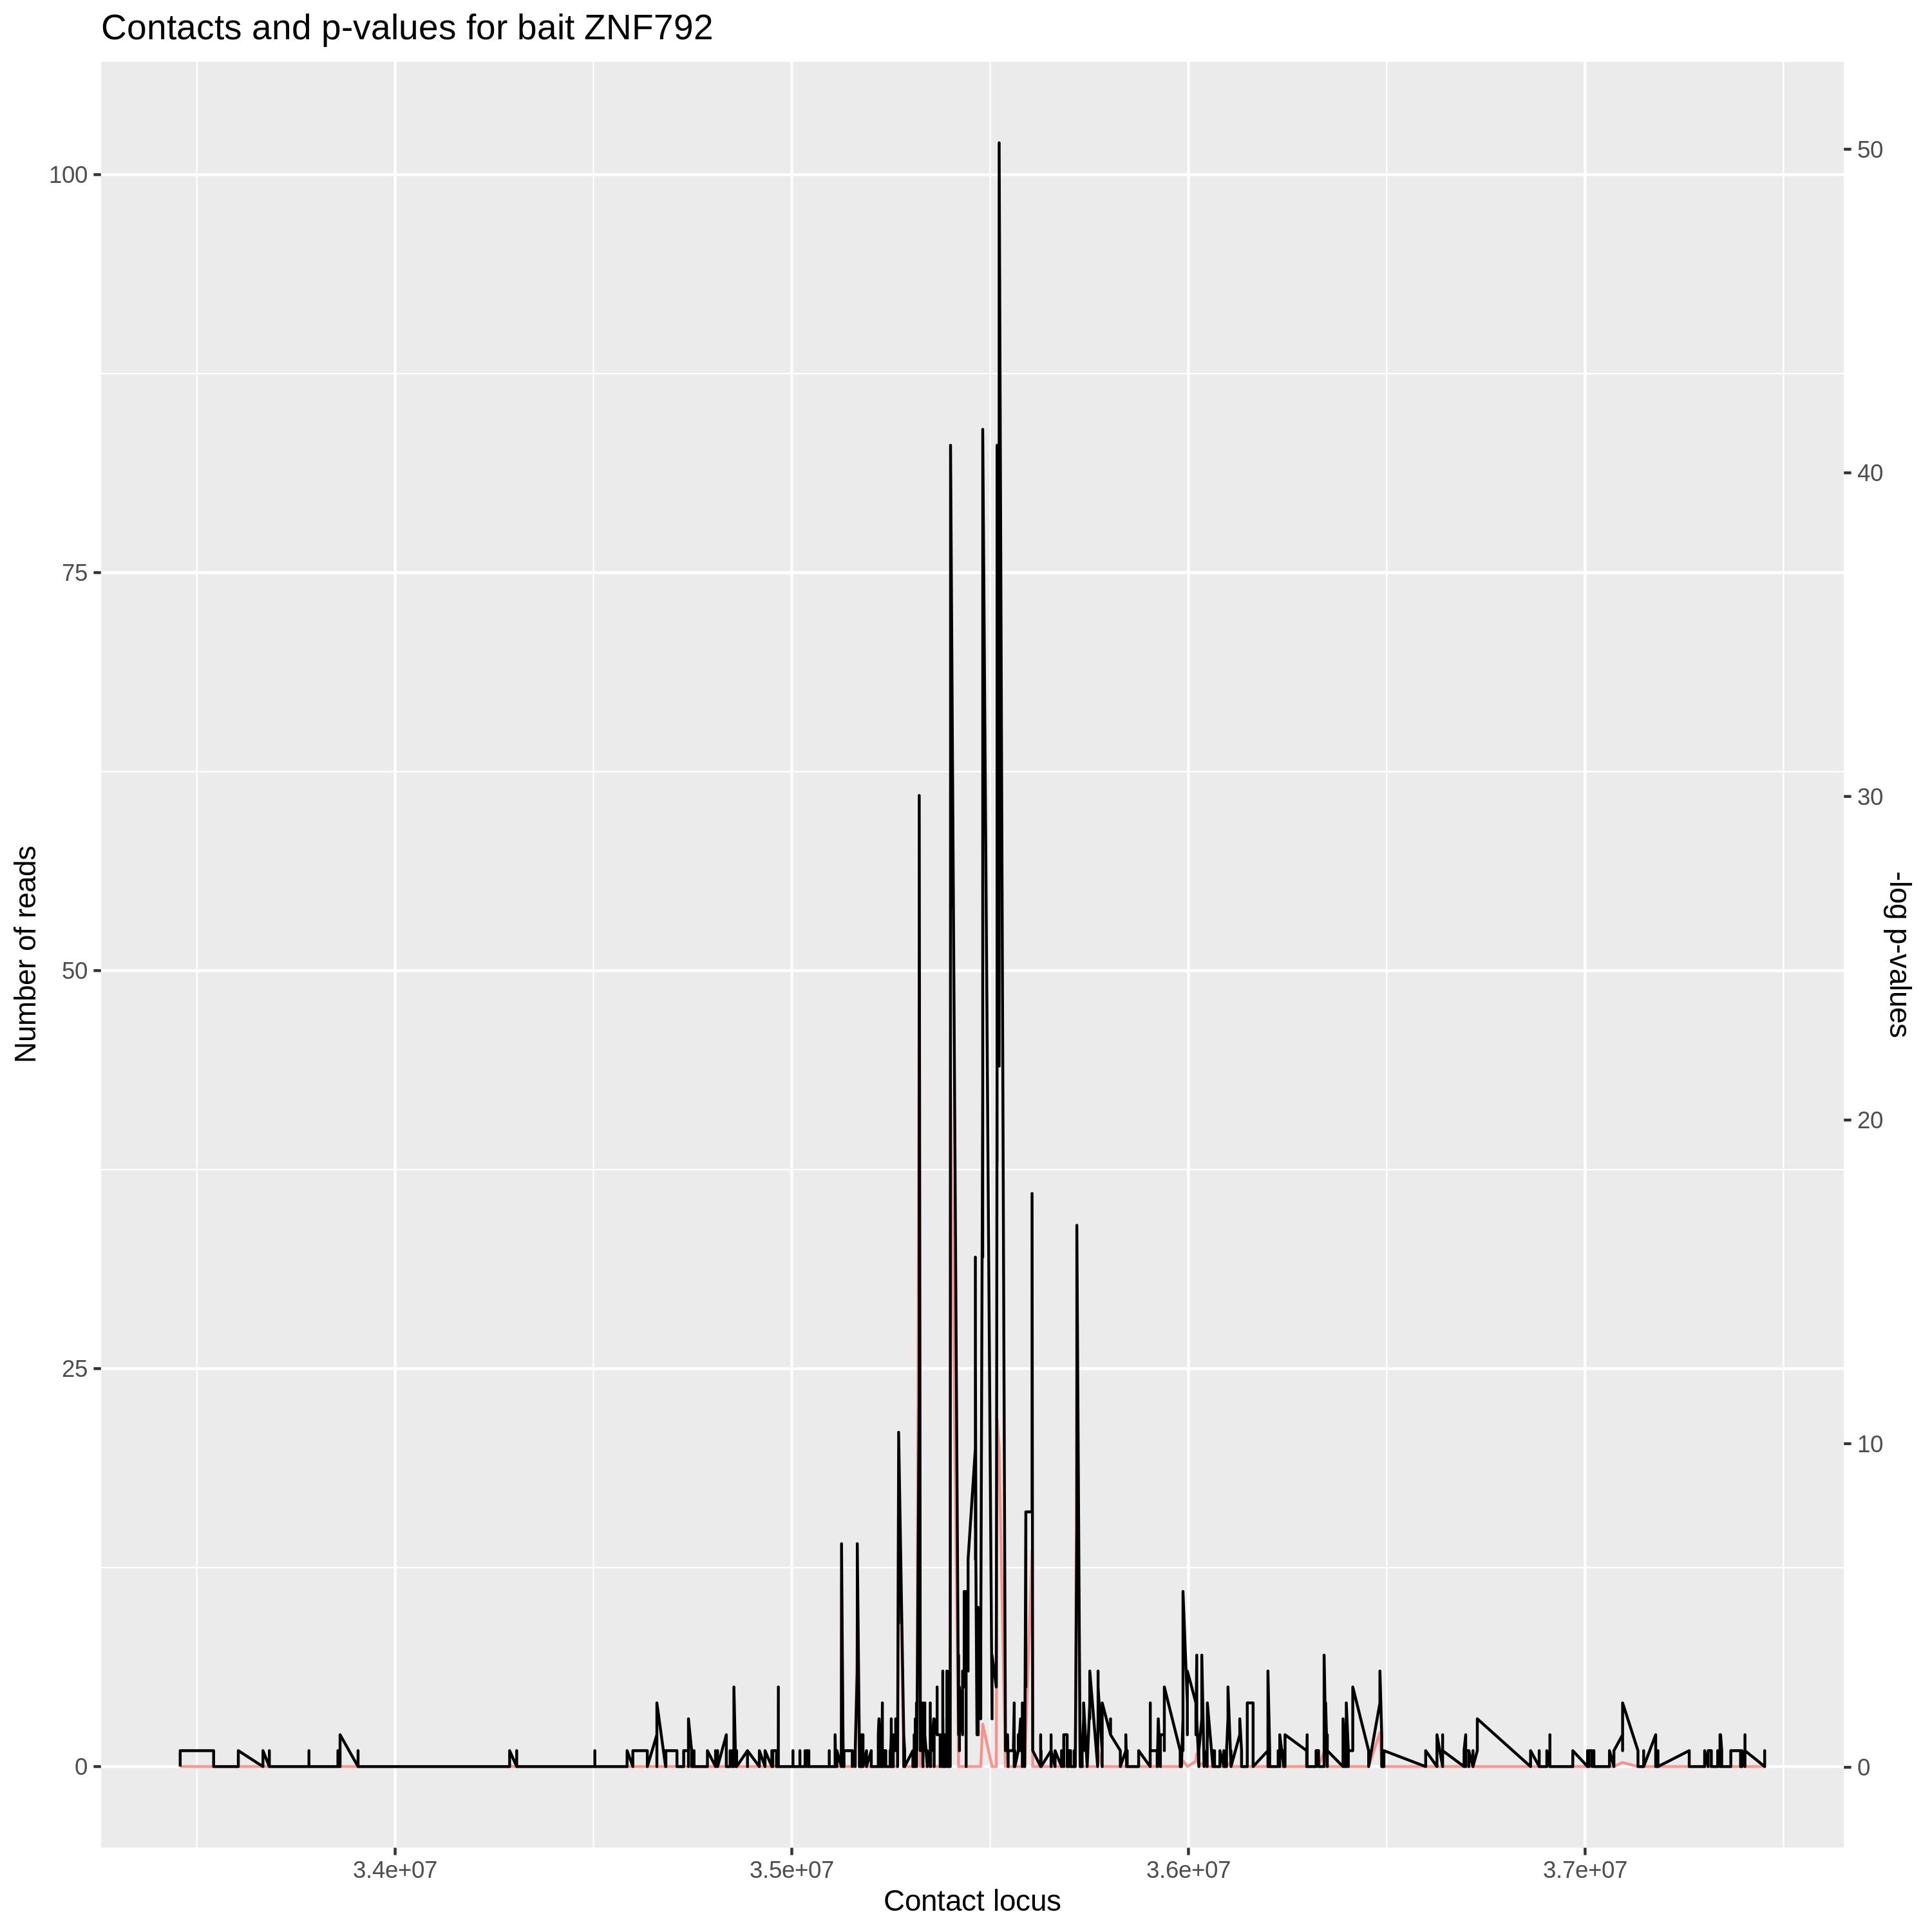 Contacts and p-values for bait ZNF792
100
75
50
25
0
Number of reads
50
40
30
20
10
0
-log p-values
3.4e+07
3.5e+07
3.6e+07
3.7e+07
Contact locus